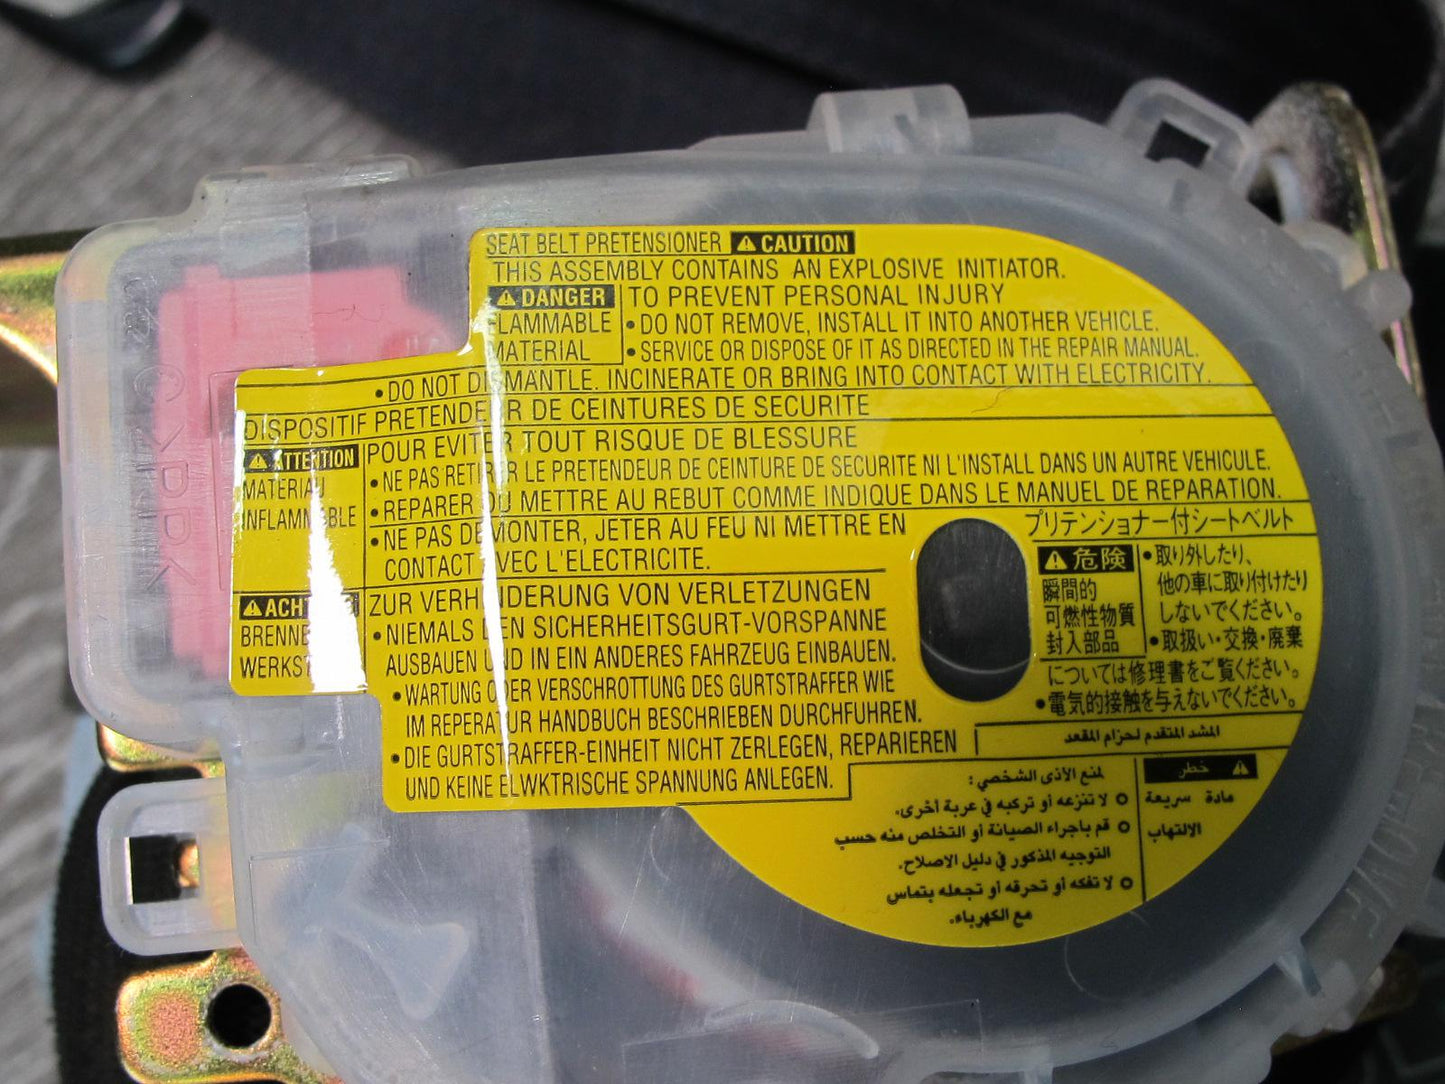 SEAT BELT PRETENSIONER ⚠ CAUTION
THIS ASSEMBLY CONTAINS AN EXPLOSIVE INITIATOR.
⚠ DANGER
FLAMMABLE
MATERIAL
TO PREVENT PERSONAL INJURY
• DO NOT REMOVE, INSTALL IT INTO ANOTHER VEHICLE.
• SERVICE OR DISPOSE OF IT AS DIRECTED IN THE REPAIR MANUAL.
• DO NOT DISMANTLE. INCINERATE OR BRING INTO CONTACT WITH ELECTRICITY.
DISPOSITIF PRETENDEUR DE CEINTURES DE SECURITE
⚠ ATTENTION
MATERIAU
INFLAMMABLE
POUR EVITER TOUT RISQUE DE BLESSURE
• NE PAS RETIRER LE PRETENDEUR DE CEINTURE DE SECURITE NI L'INSTALL DANS UN AUTRE VEHICULE.
• REPARER OU METTRE AU REBUT COMME INDIQUE DANS LE MANUEL DE REPARATION.
• NE PAS DEMONTER, JETER AU FEU NI METTRE EN
CONTACT AVEC L'ELECTRICITE.
⚠
ZUR VERHINDERUNG VON VERLETZUNGEN
• NIEMALS DEN SICHERHEITSGURT-VORSPANNE
AUSBAUEN UND IN EIN ANDERES FAHRZEUG EINBAUEN.
• WARTUNG ODER VERSCHROTTUNG DES GURTSTRAFFER WIE
IM REPERATUR HANDBUCH BESCHRIEBEN DURCHFUHREN.
• DIE GURTSTRAFFER-EINHEIT NICHT ZERLEGEN, REPARIEREN
UND KEINE ELWKTRISCHE SPANNUNG ANLEGEN.
プリテンショナー付シートベルト
⚠ 危険
瞬間的
可燃性物質
封入部品
• 取り外したり、
他の車に取り付けたり
しないでください。
• 取扱い・交換・廃棄
については修理書をご覧ください。
• 電気的接触を与えないでください。
المشد المتقدم لحزام المقعد
⚠ خطر
مادة سريعة
الالتهاب
لمنع الأذى الشخصي :
○ لا تنزعه أو تركبه في عربة أخرى.
○ قم بأجراء الصيانة أو التخلص منه حسب
التوجيه المذكور في دليل الاصلاح.
○ لا تفكه أو تحرقه أو تجعله يتماس
مع الكهرباء.